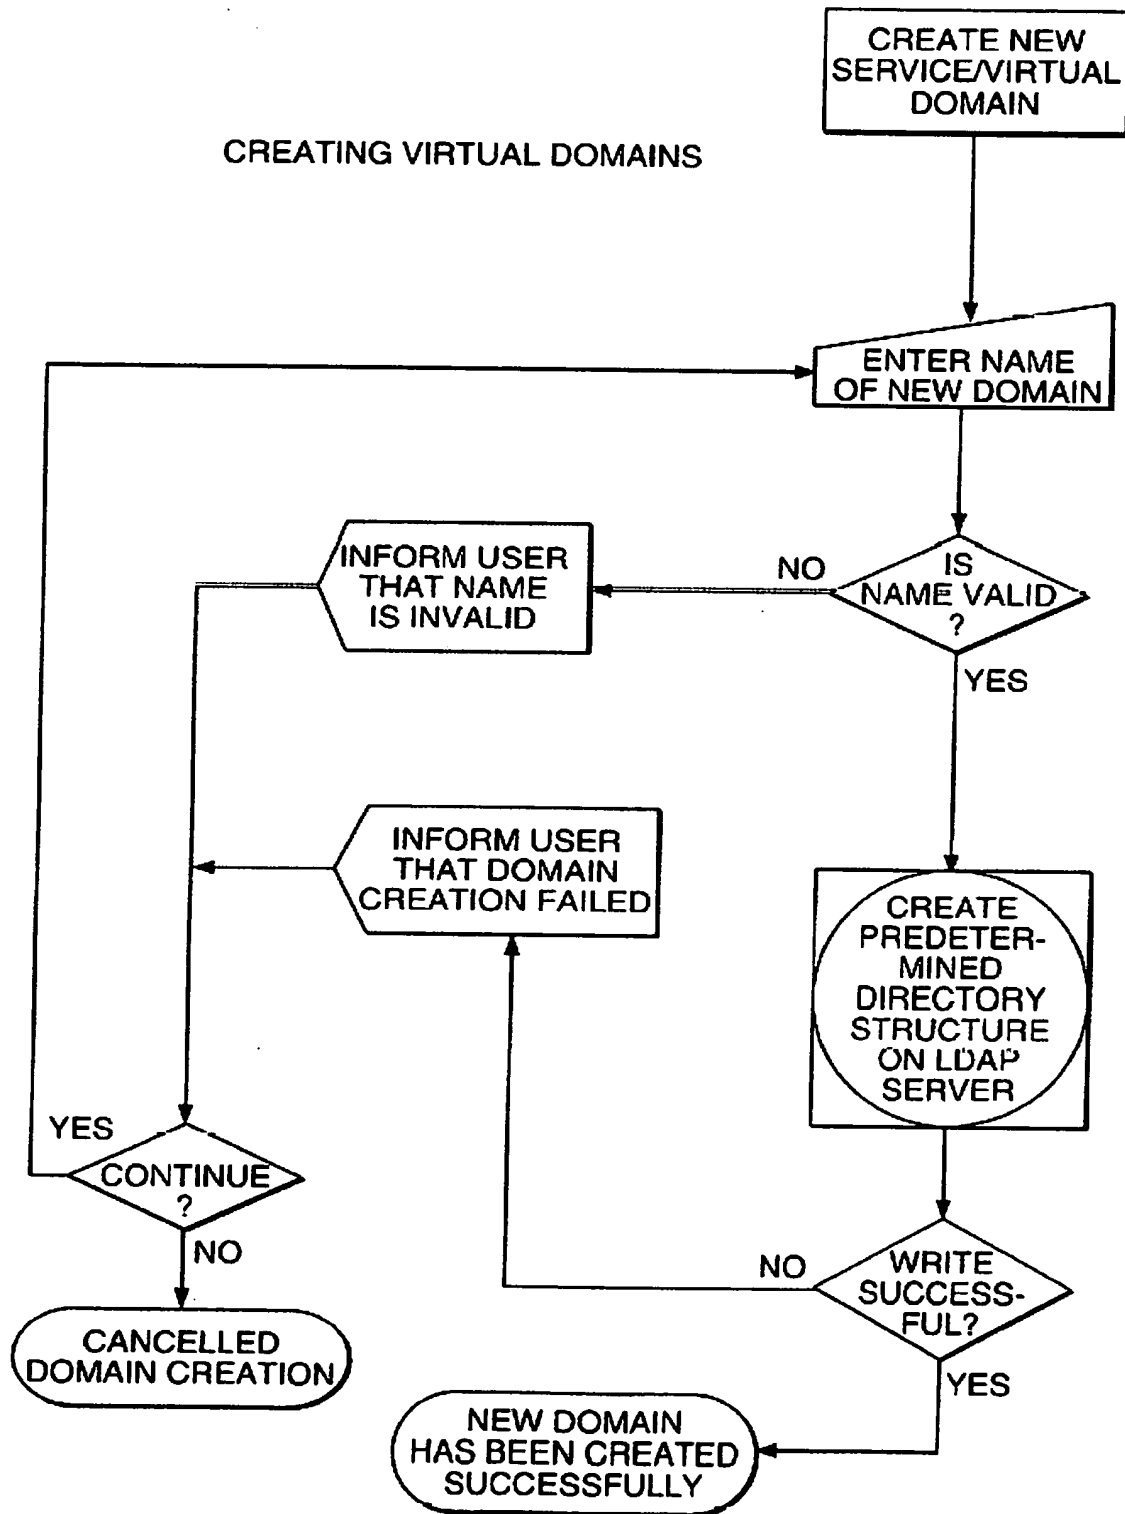 CREATE NEW
SERVICE/VIRTUAL
DOMAIN
CREATING VIRTUAL DOMAINS
ENTER NAME
OF NEW DOMAIN
INFORM USER
THAT NAME
IS INVALID
NO
IS
NAME VALID
?
YES
INFORM USER
THAT DOMAIN
CREATION FAILED
CREATE
PREDETER-
MINED
DIRECTORY
STRUCTURE
ON LDAP
SERVER
YES
CONTINUE
?
NO
NO
WRITE
SUCCESS-
FUL?
YES
CANCELLED
DOMAIN CREATION
NEW DOMAIN
HAS BEEN CREATED
SUCCESSFULLY